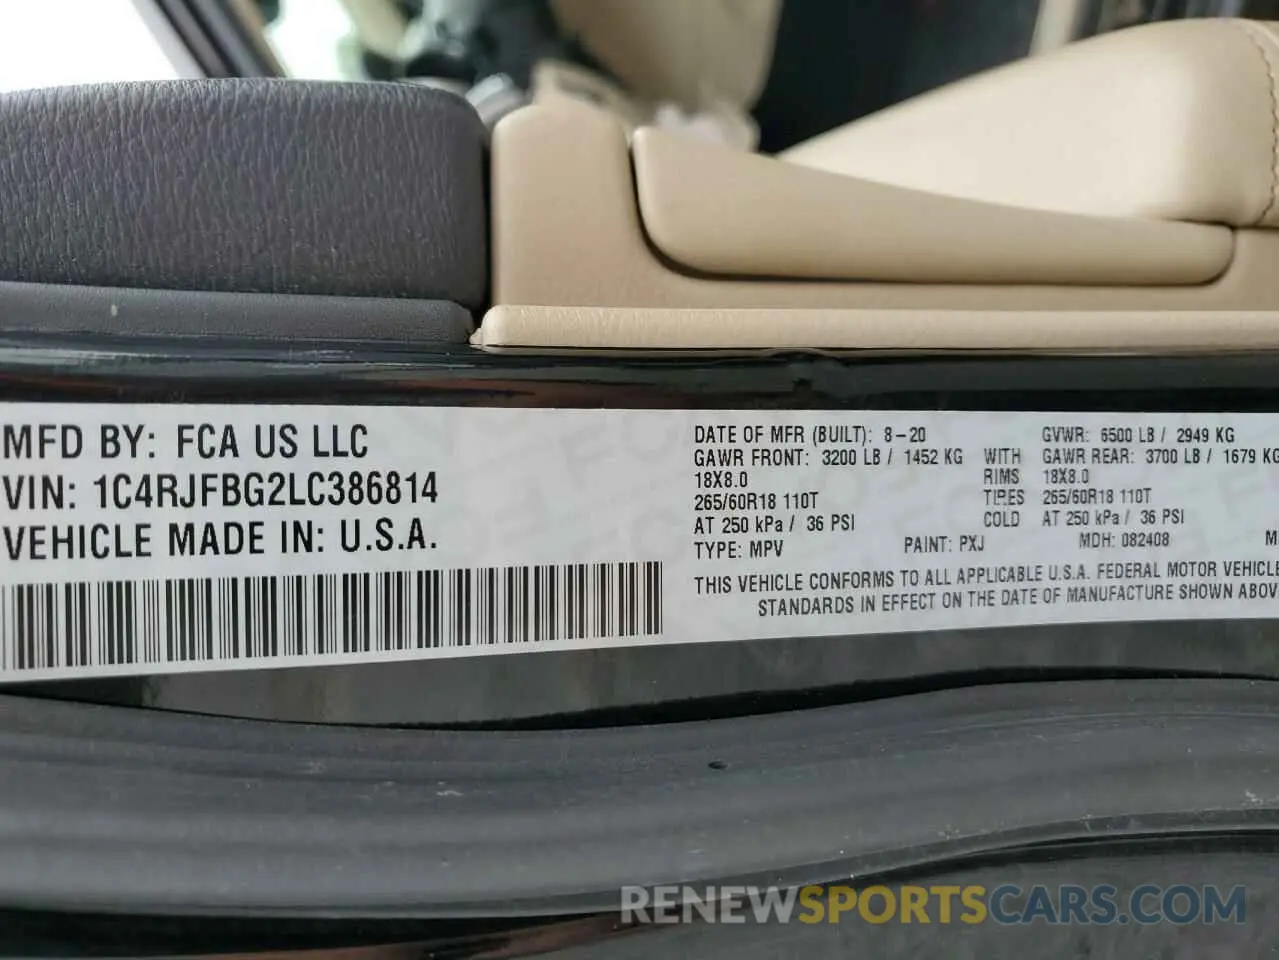 MFD BY: FCA US LLC
VIN: 1C4RJFBG2LC386814
VEHICLE MADE IN: U.S.A.
DATE OF MFR (BUILT): 8-20 GVWR: 6500 LB / 2949 KG
GAWR FRONT: 3200 LB / 1452 KG WITH GAWR REAR: 3700 LB / 1679 KG
18X8.0 RIMS 18X8.0
265/60R18 110T TIRES 265/60R18 110T
AT 250 kPa / 36 PSI COLD AT 250 kPa / 36 PSI
TYPE: MPV PAINT: PXJ MDH: 082408 M
THIS VEHICLE CONFORMS TO ALL APPLICABLE U.S.A. FEDERAL MOTOR VEHICLE
STANDARDS IN EFFECT ON THE DATE OF MANUFACTURE SHOWN ABOV
RENEWSPORTSCARS.COM